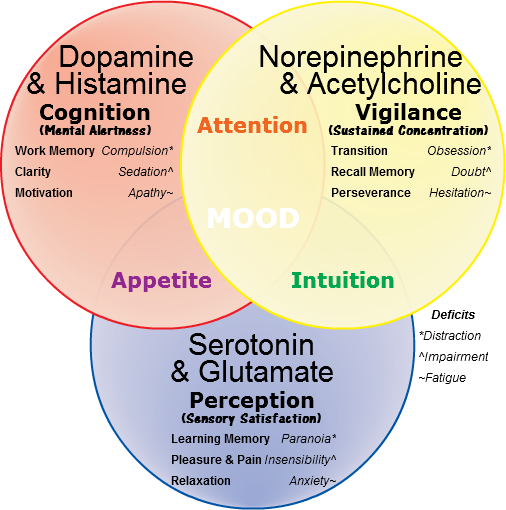 Dopamine
& Histamine
Cognition
(Mental Alertness)
Work Memory Compulsion*
Clarity Sedation^
Motivation Apathy~
Norepinephrine
& Acetylcholine
Vigilance
(Sustained Concentration)
Transition Obsession*
Recall Memory Doubt^
Perseverance Hesitation~
Attention
MOOD
Appetite
Intuition
Serotonin
& Glutamate
Perception
(Sensory Satisfaction)
Learning Memory Paranoia*
Pleasure & Pain Insensibility^
Relaxation Anxiety~
Deficits
*Distraction
^Impairment
~Fatigue